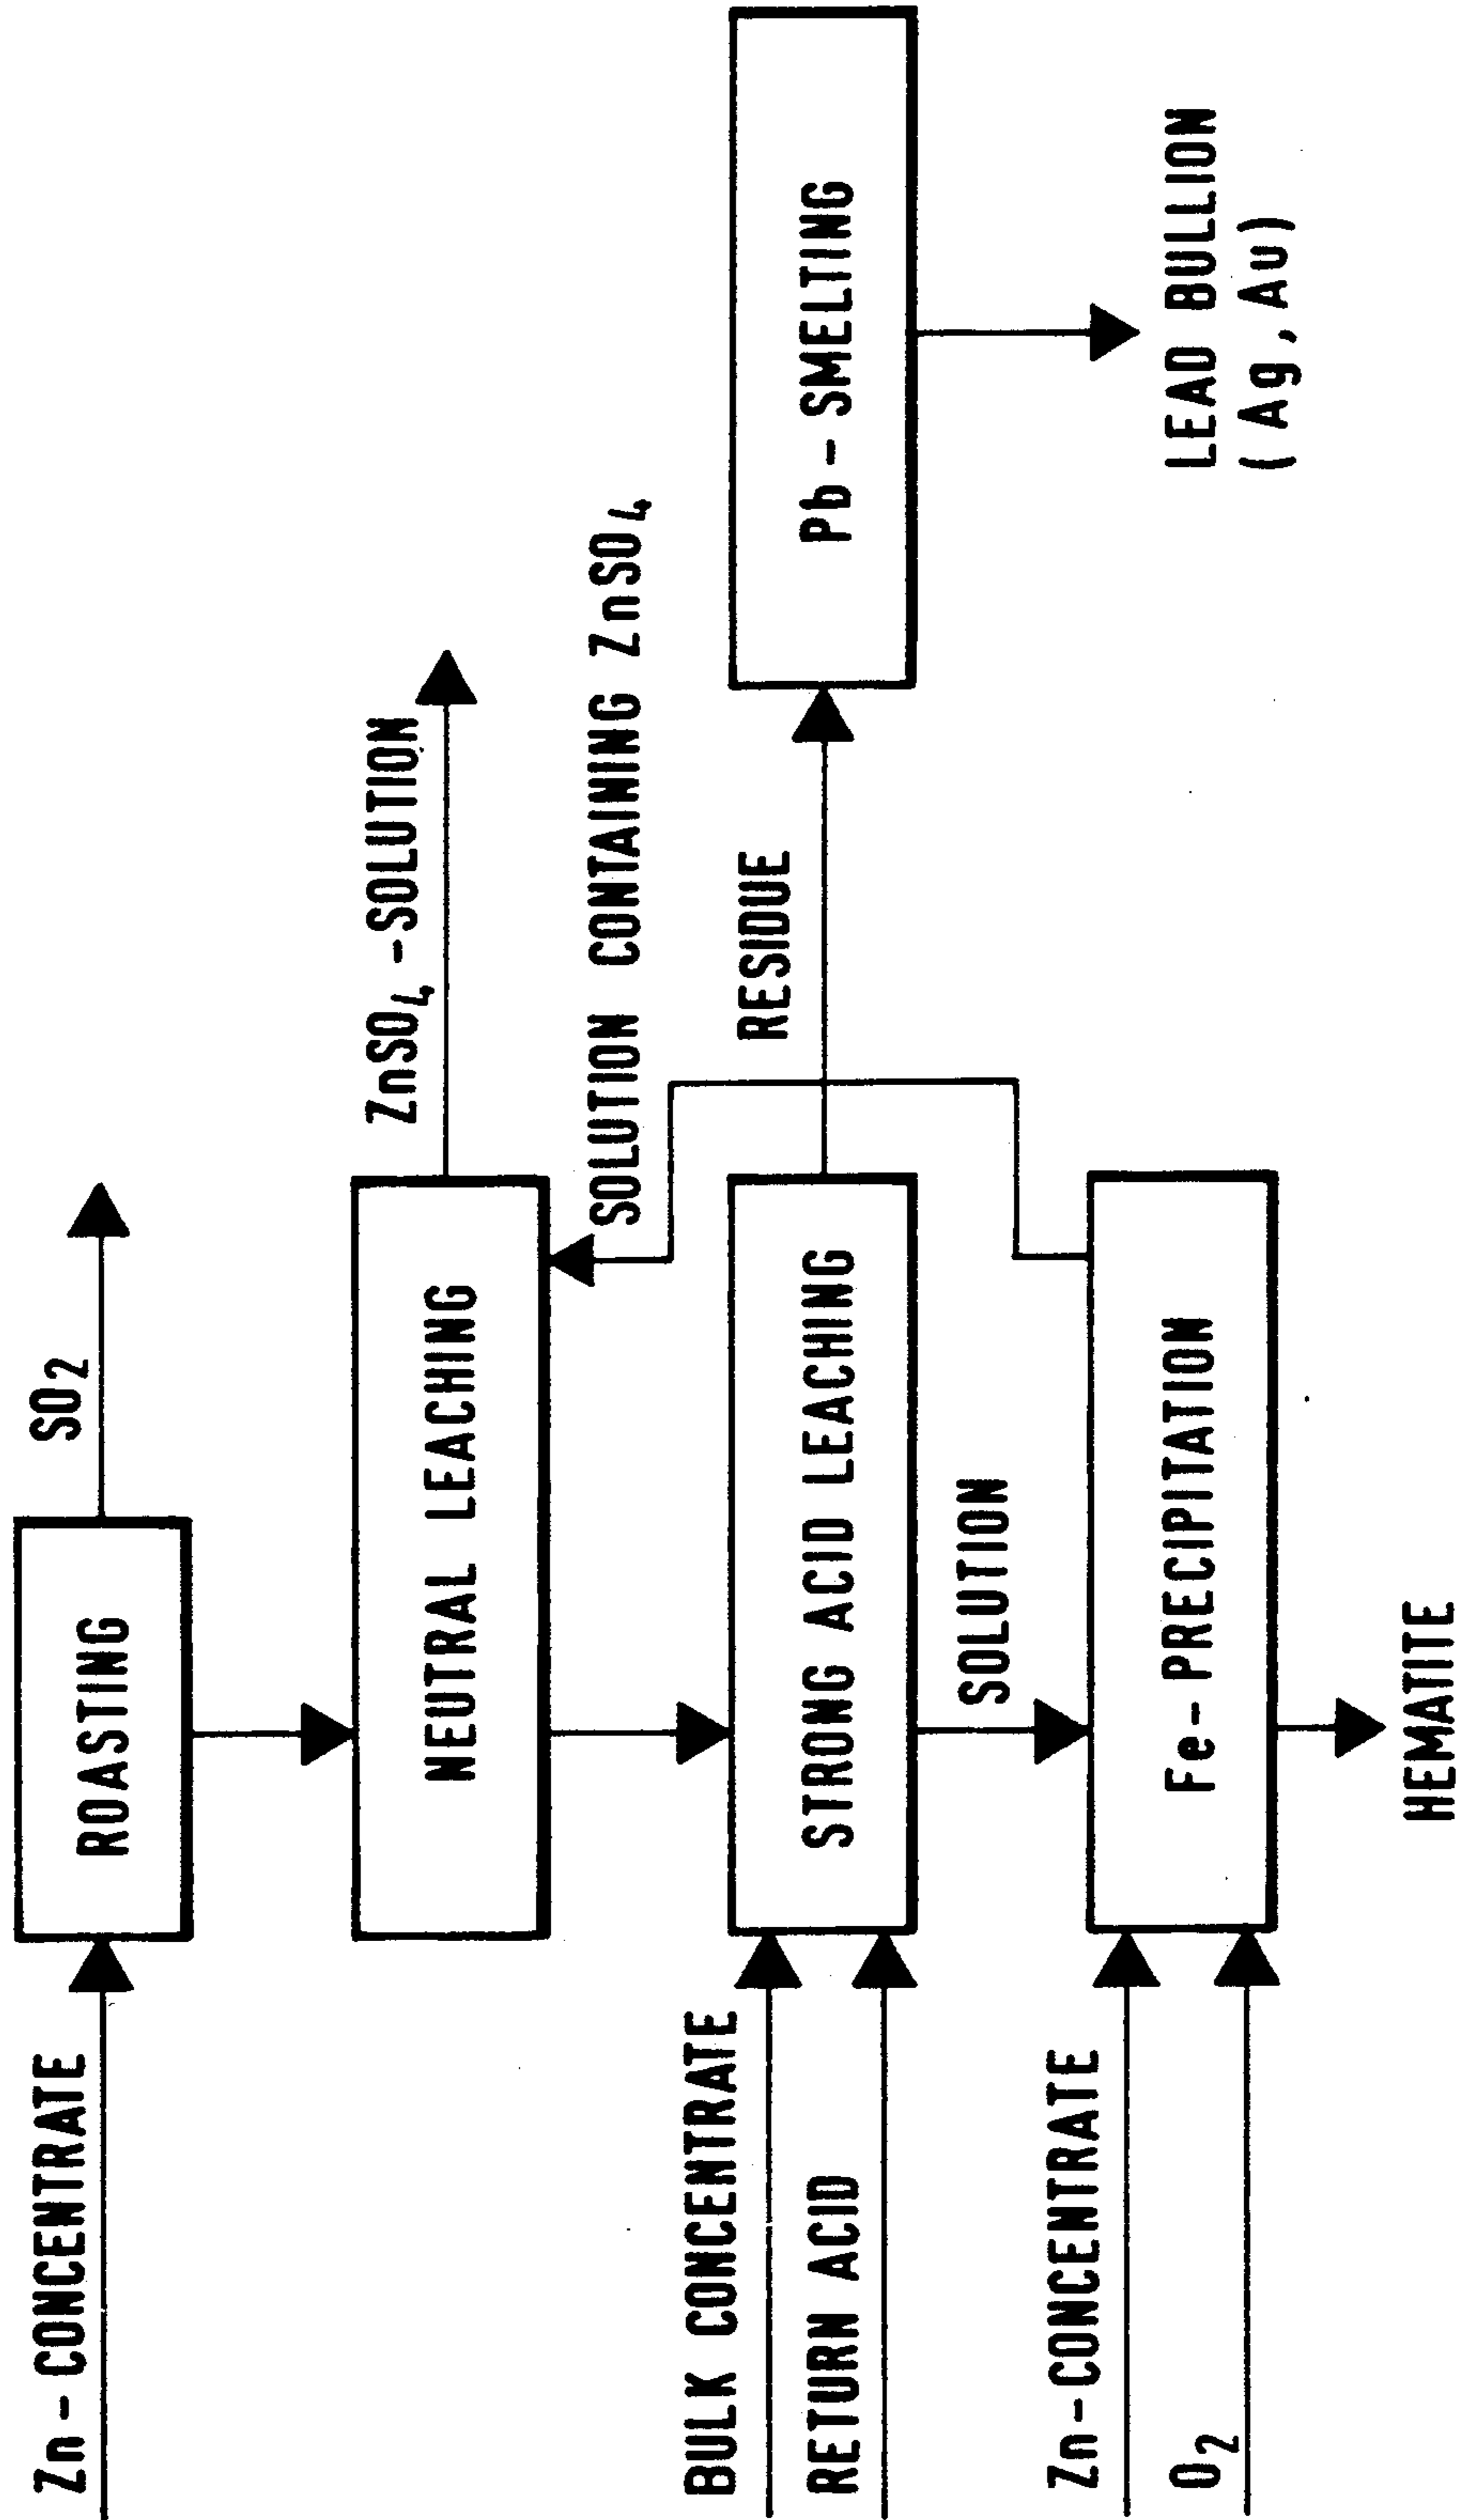 Zn-CONCENTRATE
ROASTING
SO2
NEUTRAL LEACHING
ZnSO4-SOLUTION
SOLUTION CONTAINING ZnSO4
BULK CONCENTRATE
RETURN ACID
STRONG ACID LEACHING
RESIDUE
Pb-SMELTING
SOLUTION
LEAD BULLION
(Ag, Au)
Zn-CONCENTRATE
O2
Fe-PRECIPITATION
HEMATITE